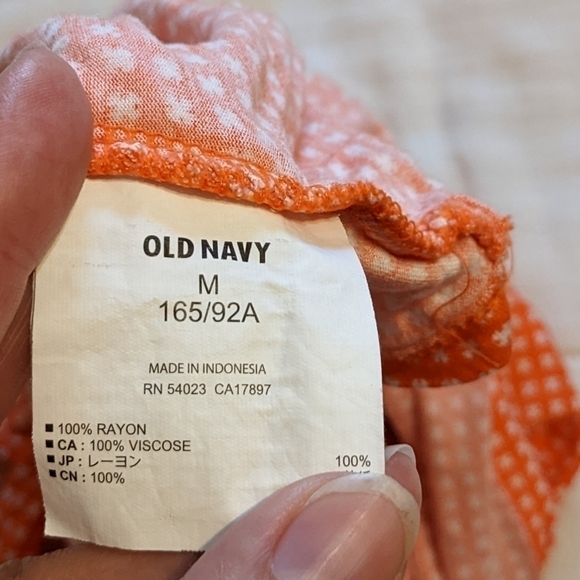 OLD NAVY
M
165/92A
MADE IN INDONESIA
RN 54023 CA17897
■ 100% RAYON
■ CA : 100% VISCOSE
■ JP : レーヨン 100%
■ CN : 100%